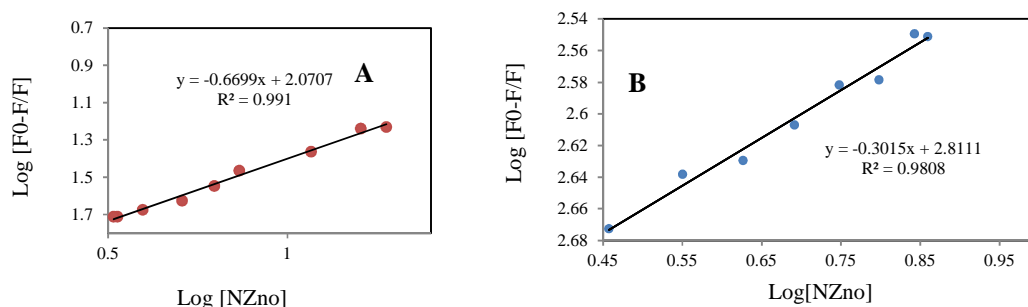 0.7
0.9
1.1
1.3
1.5
1.7
0.5
1
Log [F0-F/F]
Log [NZno]
y = -0.6699x + 2.0707
R² = 0.991
A
2.54
2.56
2.58
2.6
2.62
2.64
2.66
2.68
0.45
0.55
0.65
0.75
0.85
0.95
Log [F0-F/F]
Log[NZno]
B
y = -0.3015x + 2.8111
R² = 0.9808